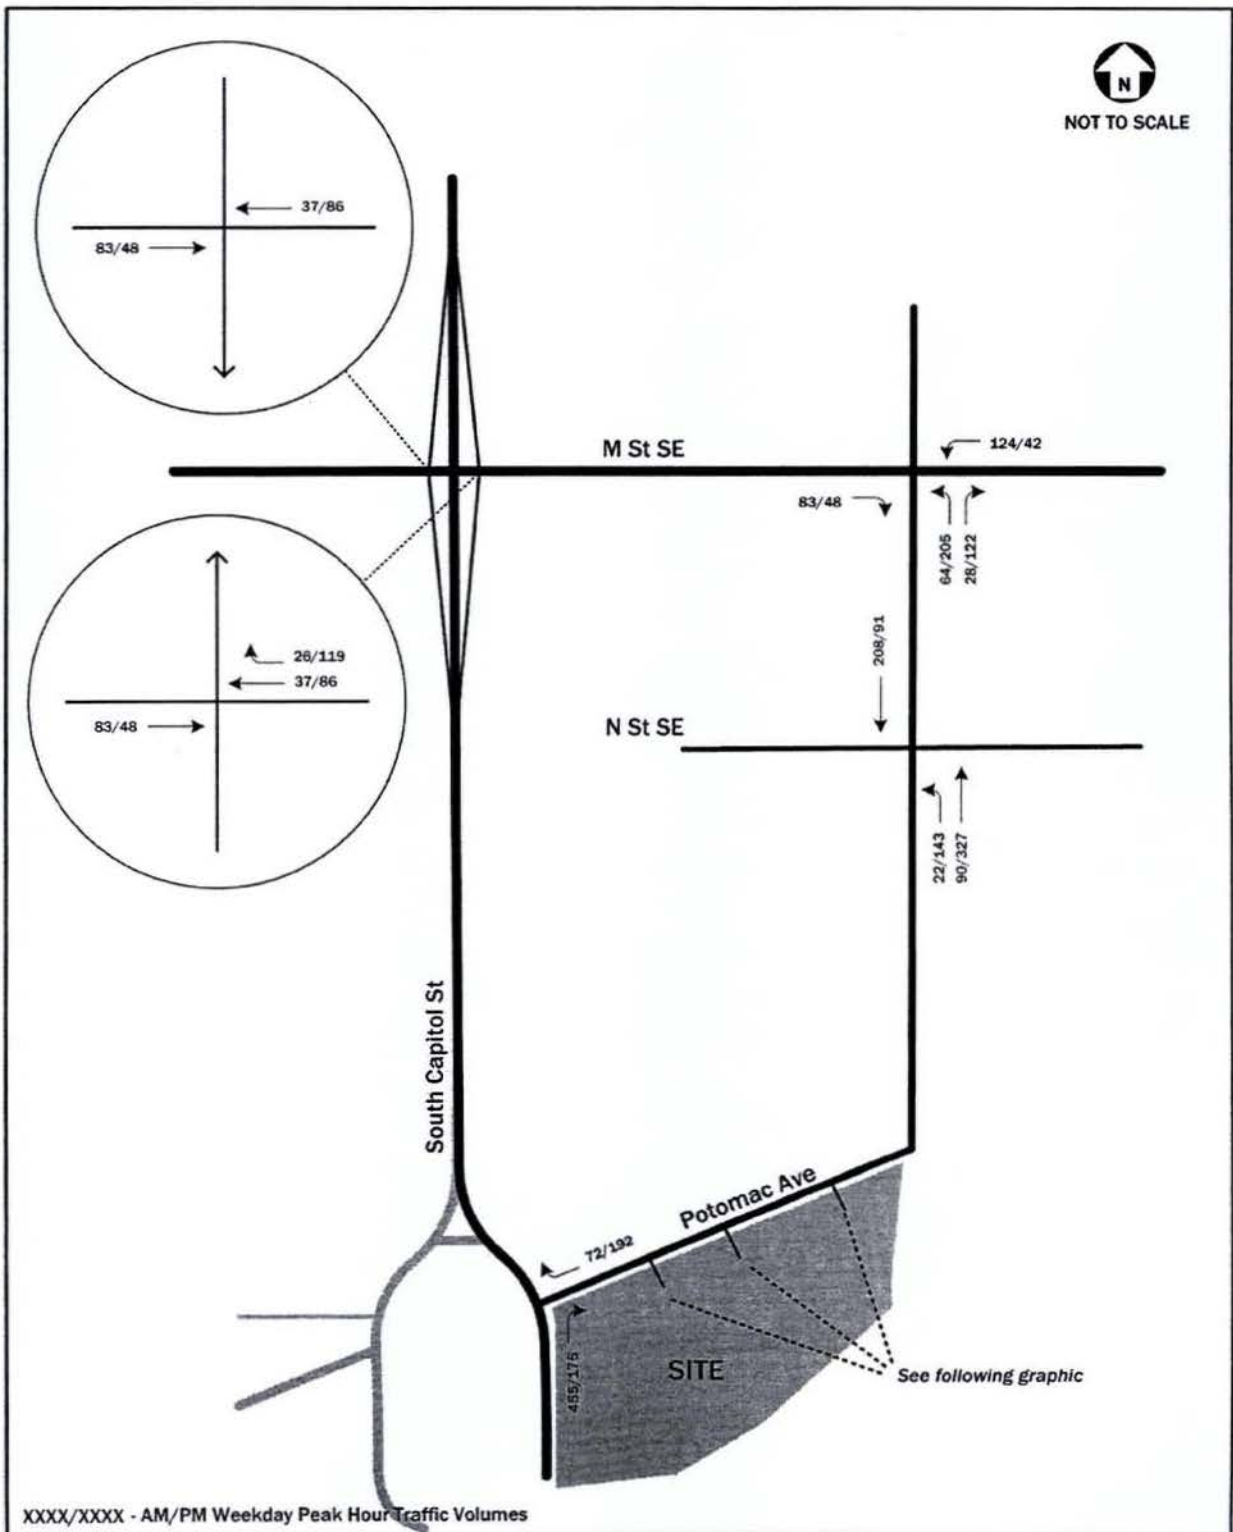 N
NOT TO SCALE
37/86
83/48
M St SE
124/42
83/48
64/205
28/122
26/119
37/86
83/48
208/91
N St SE
22/143
90/327
South Capitol St
Potomac Ave
72/192
455/175
SITE
See following graphic
XXXX/XXXX - AM/PM Weekday Peak Hour Traffic Volumes